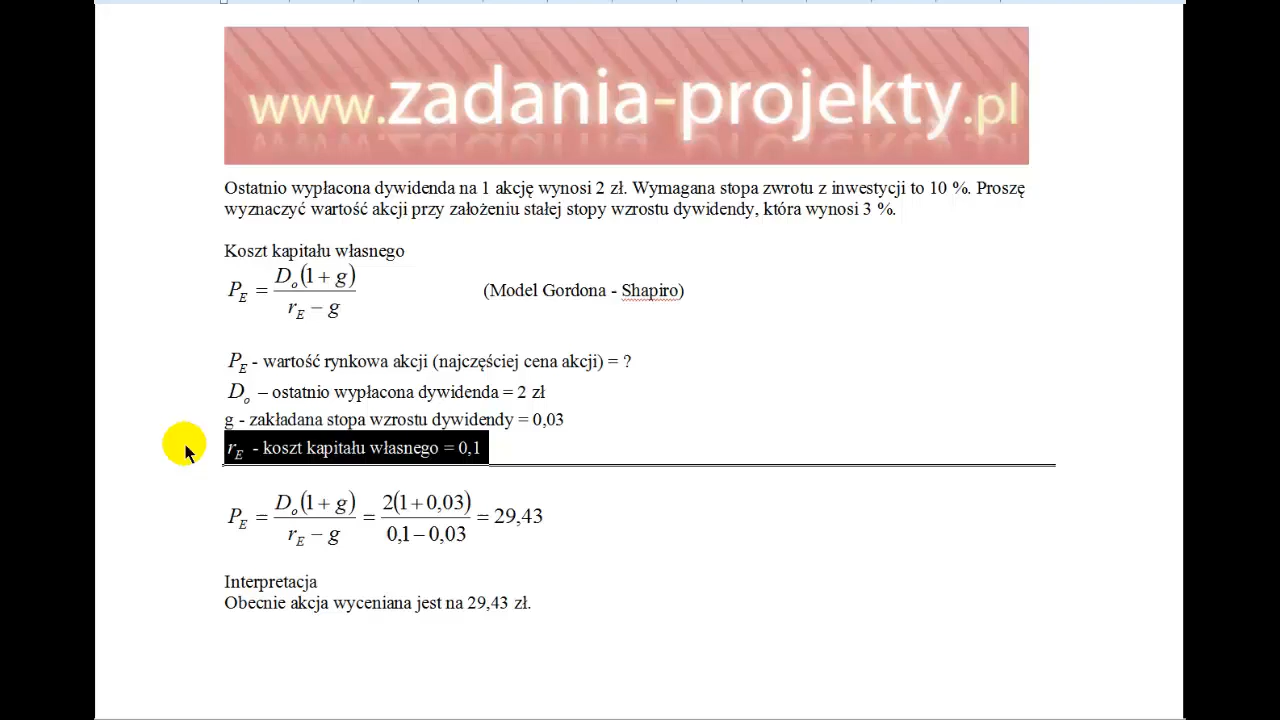 www.zadania-projekty.pl
Ostatnio wypłacona dywidenda na 1 akcję wynosi 2 zł. Wymagana stopa zwrotu z inwestycji to 10 %. Proszę
wyznaczyć wartość akcji przy założeniu stałej stopy wzrostu dywidendy, która wynosi 3 %.
Koszt kapitału własnego
P_E = D_o(1 + g) / (r_E − g) (Model Gordona - Shapiro)
P_E - wartość rynkowa akcji (najczęściej cena akcji) = ?
D_o – ostatnio wypłacona dywidenda = 2 zł
g - zakładana stopa wzrostu dywidendy = 0,03
r_E - koszt kapitału własnego = 0,1
P_E = D_o(1 + g) / (r_E − g) = 2(1 + 0,03) / (0,1 − 0,03) = 29,43
Interpretacja
Obecnie akcja wyceniana jest na 29,43 zł.